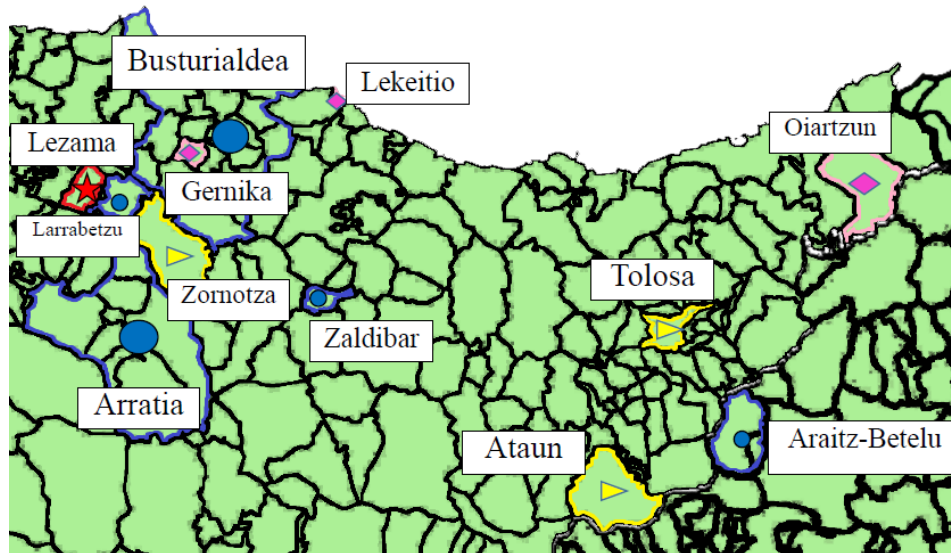 Busturialdea
Lekeitio
Oiartzun
Lezama
Gernika
Larrabetzu
Zornotza
Tolosa
Zaldibar
Arratia
Ataun
Araitz-Betelu